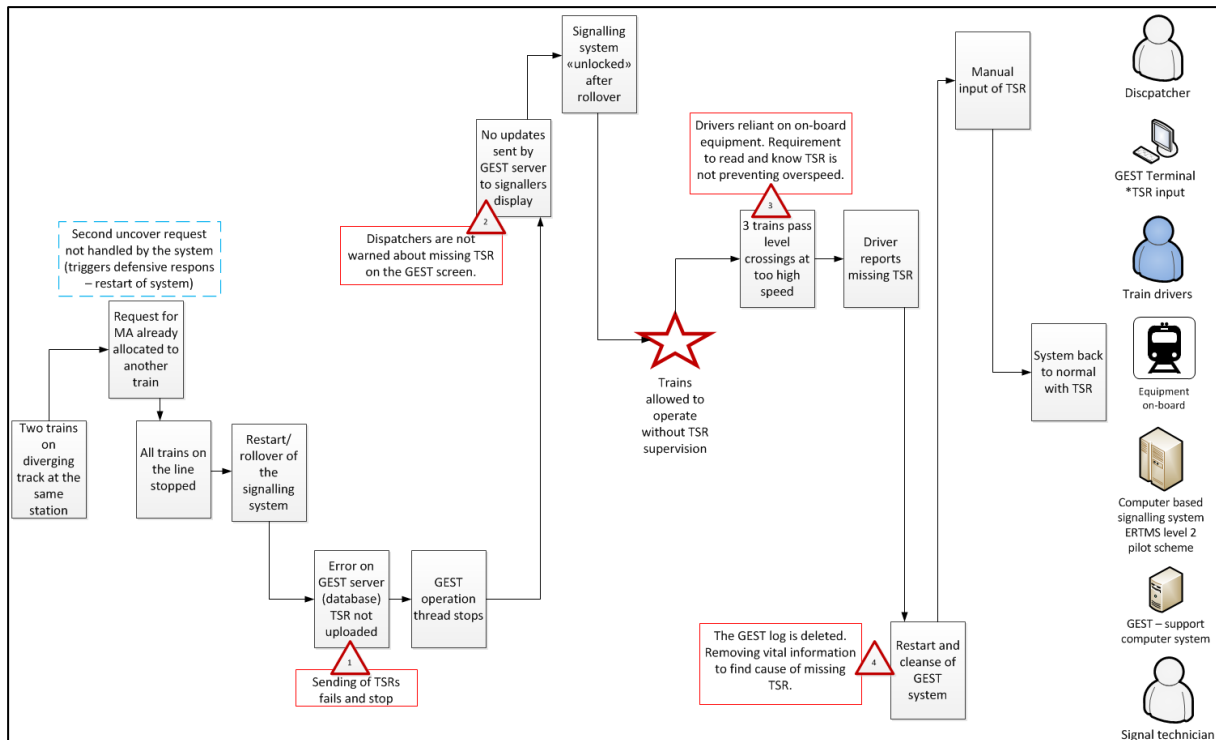 Second uncover request
not handled by the system
(triggers defensive respons
– restart of system)
Request for
MA already
allocated to
another
train
Two trains
on
diverging
track at the
same
station
All trains on
the line
stopped
Restart/
rollover of
the
signalling
system
Error on
GEST server
(database)
TSR not
uploaded
1
Sending of TSRs
fails and stop
GEST
operation
thread stops
No updates
sent by
GEST server
to signallers
display
2
Dispatchers are not
warned about missing TSR
on the GEST screen.
Signalling
system
«unlocked»
after
rollover
Trains
allowed to
operate
without TSR
supervision
Drivers reliant on on-board
equipment. Requirement
to read and know TSR is
not preventing overspeed.
3
3 trains pass
level
crossings at
too high
speed
Driver
reports
missing TSR
The GEST log is deleted.
Removing vital information
to find cause of missing
TSR.
4
Restart and
cleanse of
GEST
system
Manual
input of TSR
System back
to normal
with TSR
Discpatcher
GEST Terminal
*TSR input
Train drivers
Equipment
on-board
Computer based
signalling system
ERTMS level 2
pilot scheme
GEST – support
computer system
Signal technician